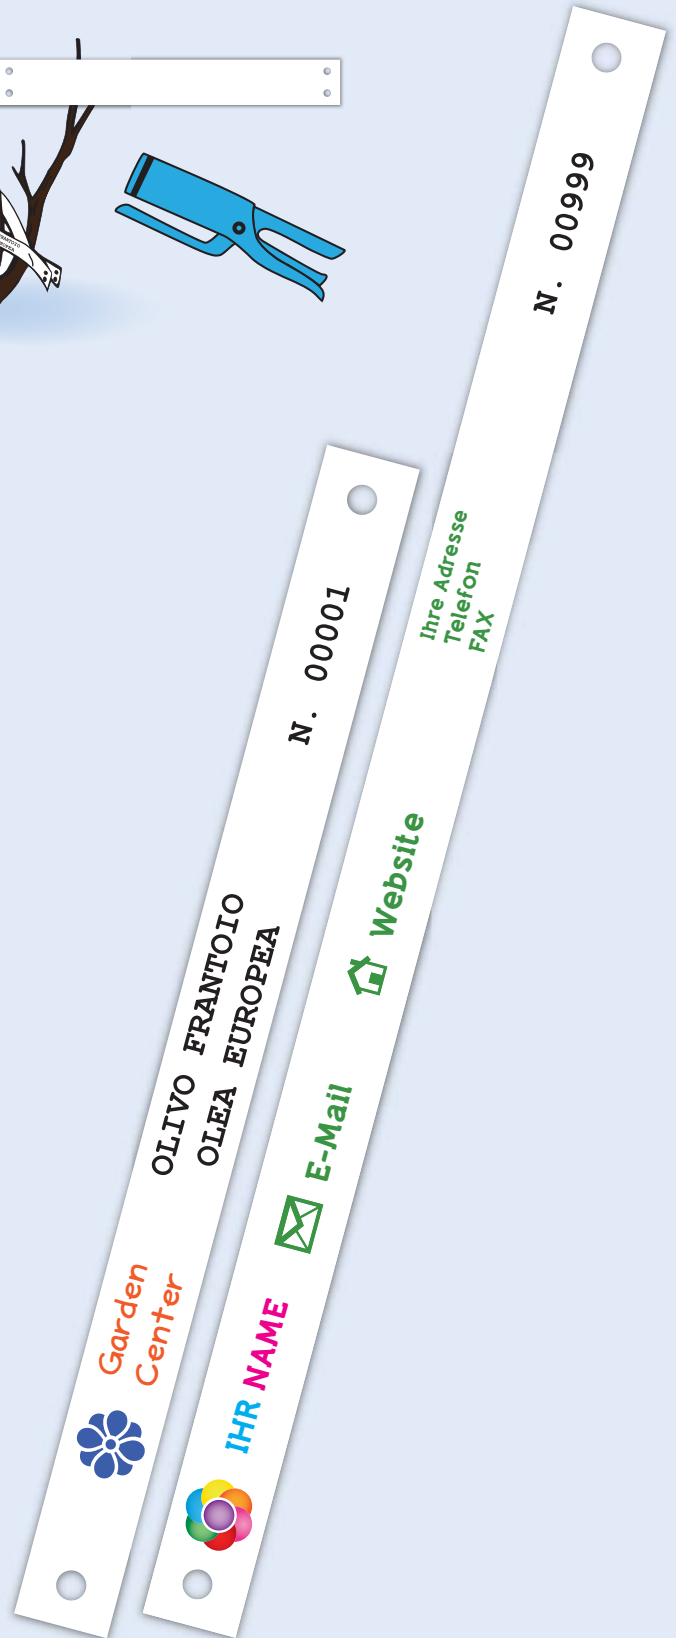 Garden
Center
OLIVO FRANTOIO
OLEA EUROPEA
N. 00001
IHR NAME
E-Mail
Website
Ihre Adresse
Telefon
FAX
N. 00999